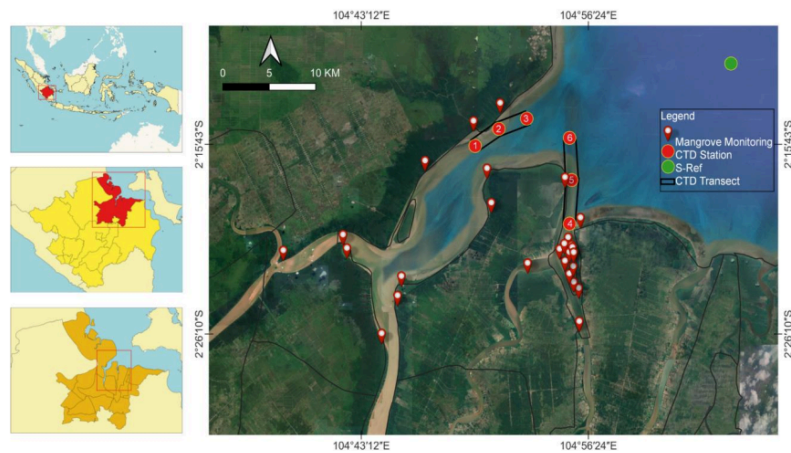 104°43'12"E
104°56'24"E
0
5
10 KM
3
2
1
6
5
4
Legend
Mangrove Monitoring
CTD Station
S-Ref
CTD Transect
2°15'43"S
2°15'43"S
2°26'10"S
2°26'10"S
104°43'12"E
104°56'24"E